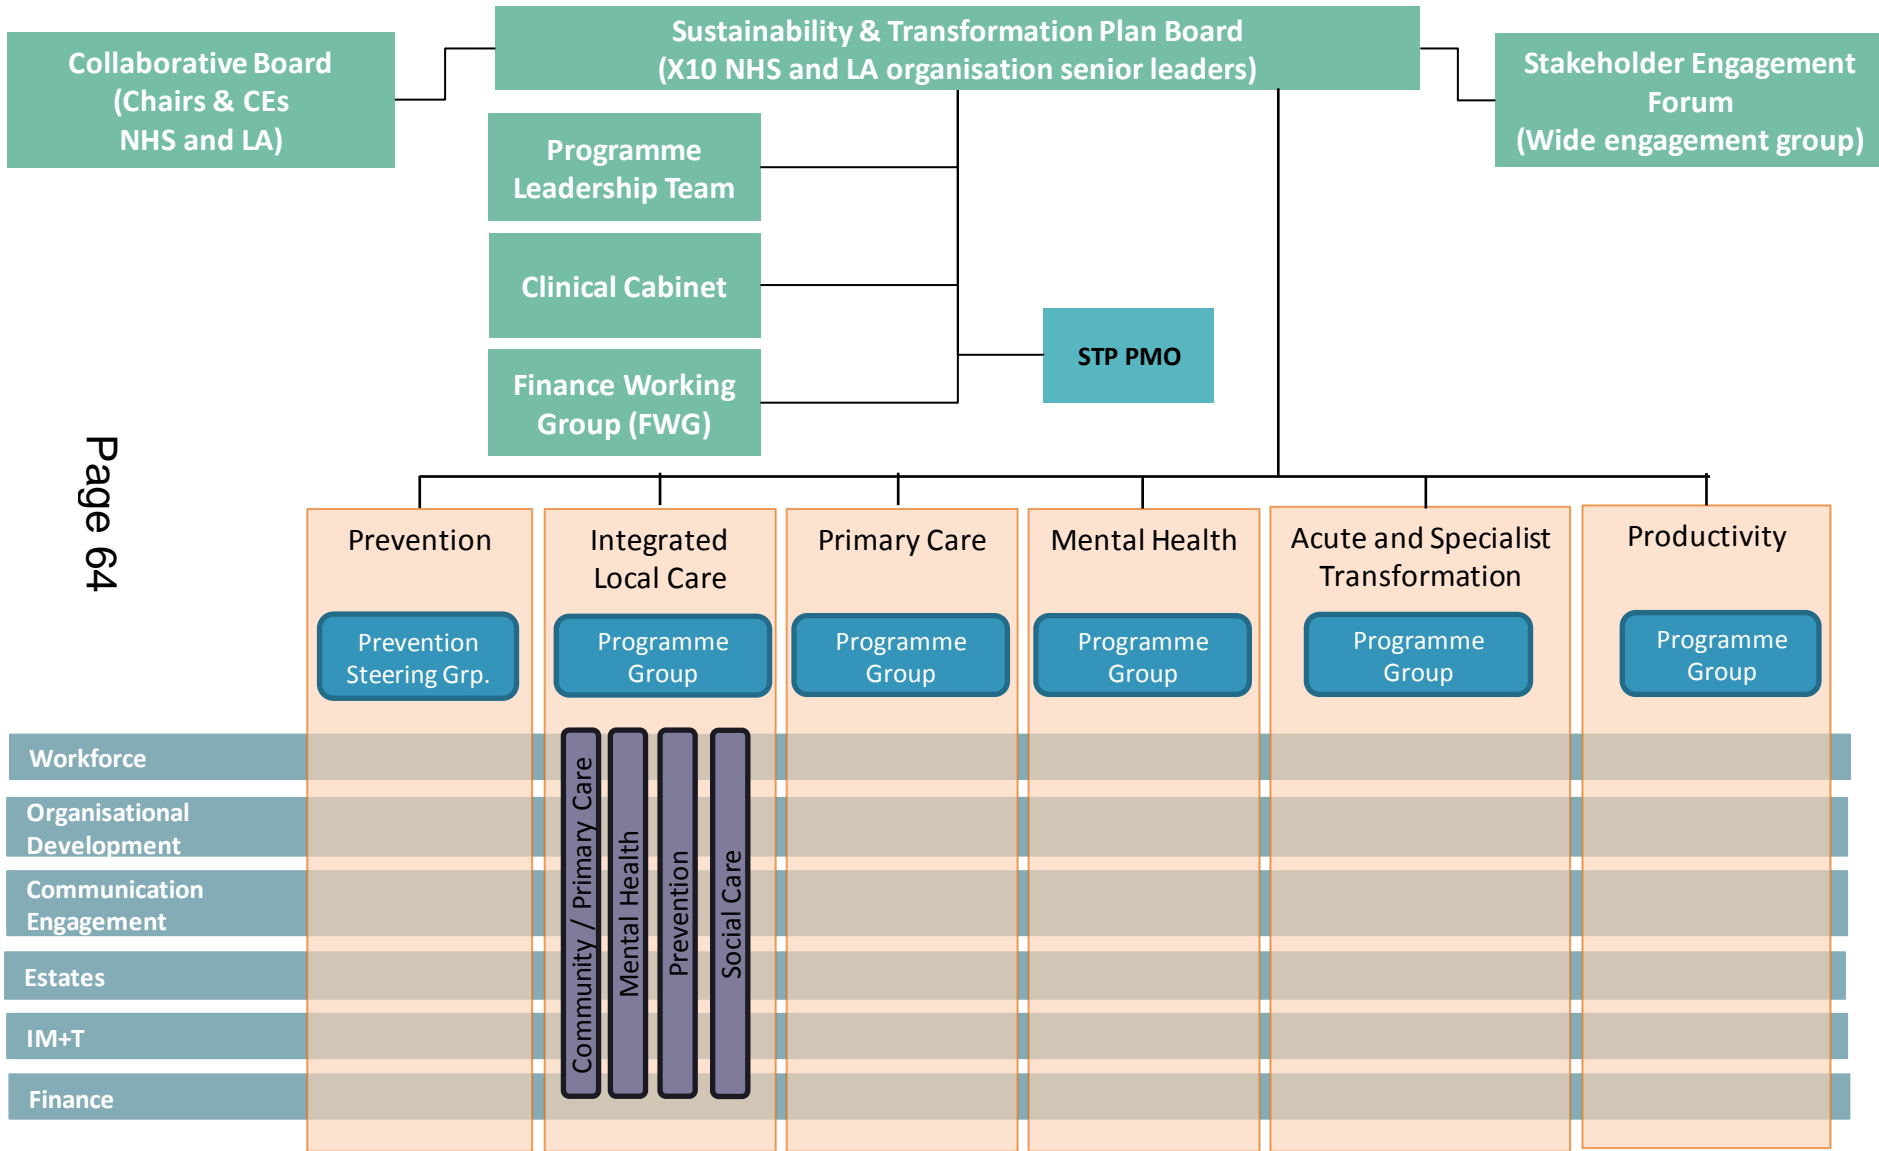 Sustainability & Transformation Plan Board
(X10 NHS and LA organisation senior leaders)
Collaborative Board
(Chairs & CEs
NHS and LA)
Stakeholder Engagement
Forum
(Wide engagement group)
Programme
Leadership Team
Clinical Cabinet
Finance Working
Group (FWG)
STP PMO
Page 64
Prevention
Integrated
Local Care
Primary Care
Mental Health
Acute and Specialist
Transformation
Productivity
Prevention
Steering Grp.
Programme
Group
Programme
Group
Programme
Group
Programme
Group
Programme
Group
Workforce
Organisational
Development
Communication
Engagement
Estates
IM+T
Finance
Community / Primary Care
Mental Health
Prevention
Social Care